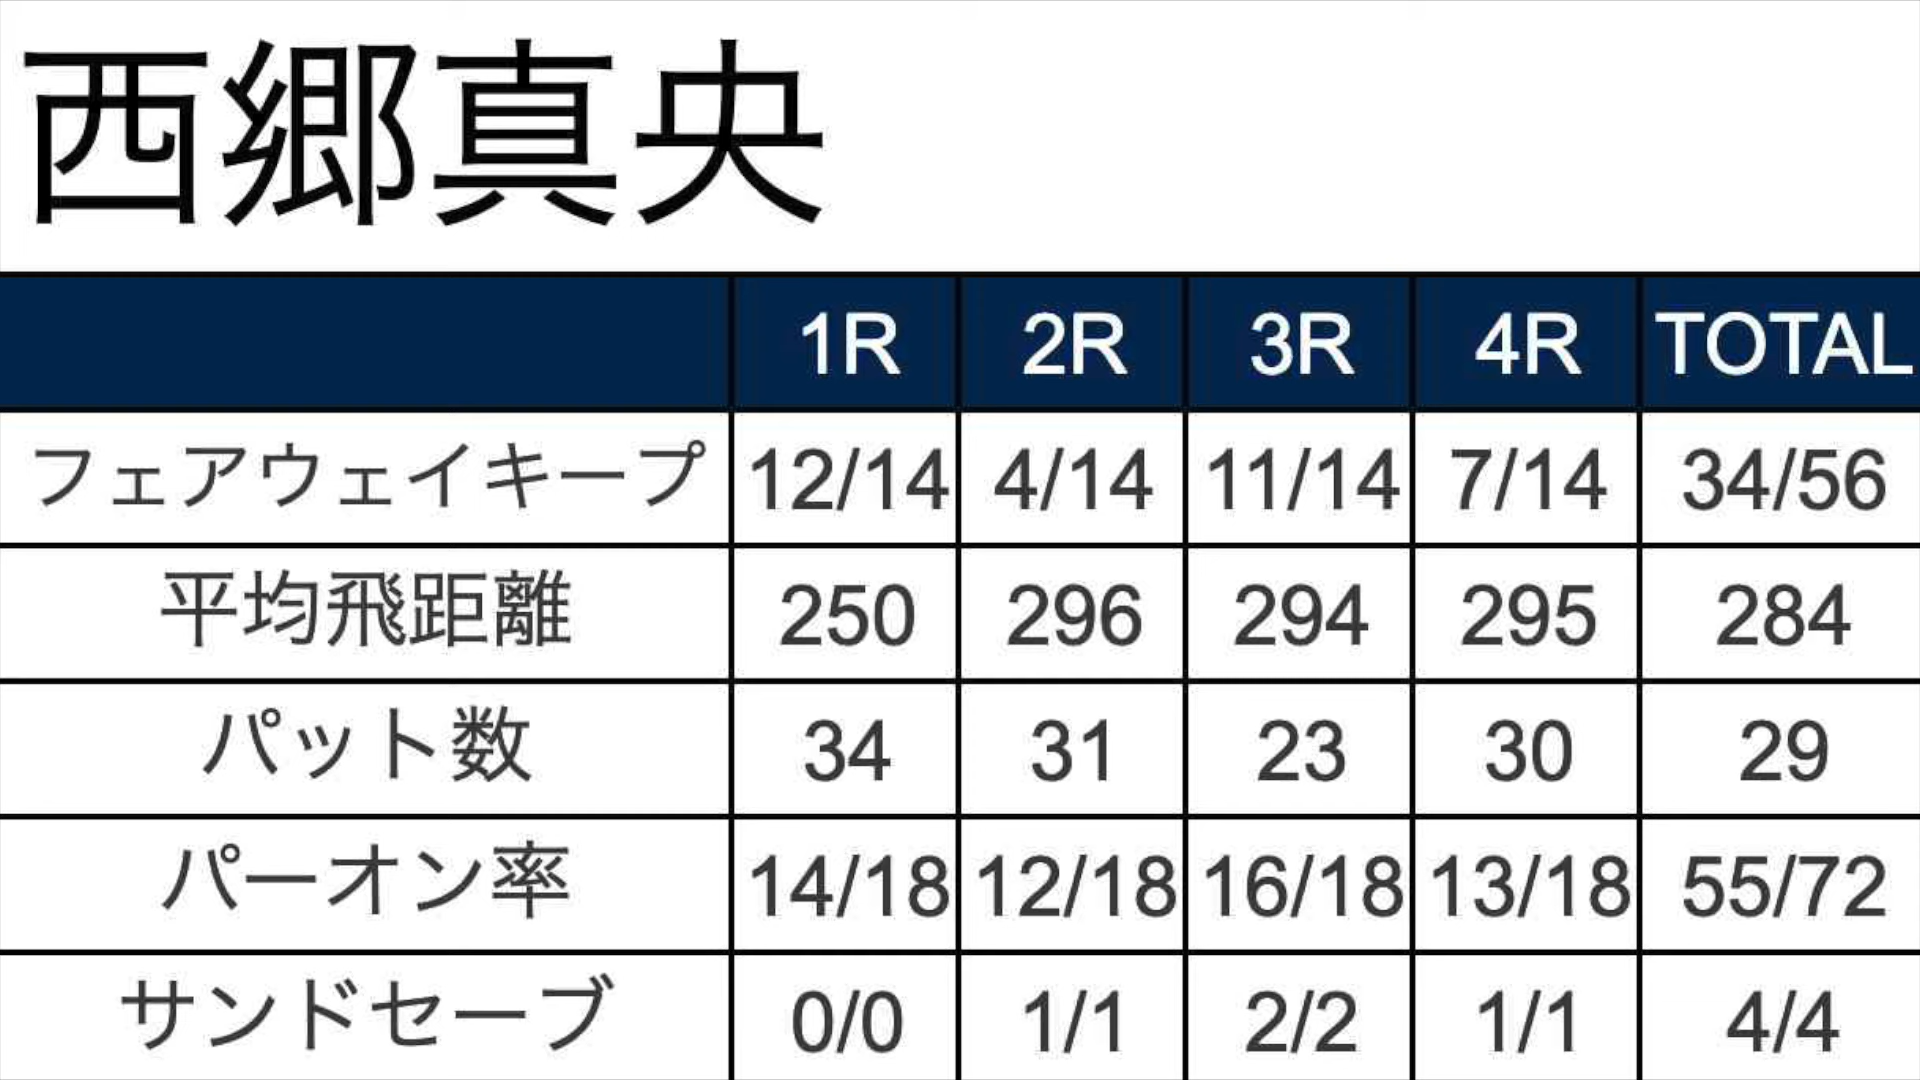 西郷真央
1R 2R 3R 4R TOTAL
フェアウェイキープ 12/14 4/14 11/14 7/14 34/56
平均飛距離 250 296 294 295 284
パット数 34 31 23 30 29
パーオン率 14/18 12/18 16/18 13/18 55/72
サンドセーブ 0/0 1/1 2/2 1/1 4/4